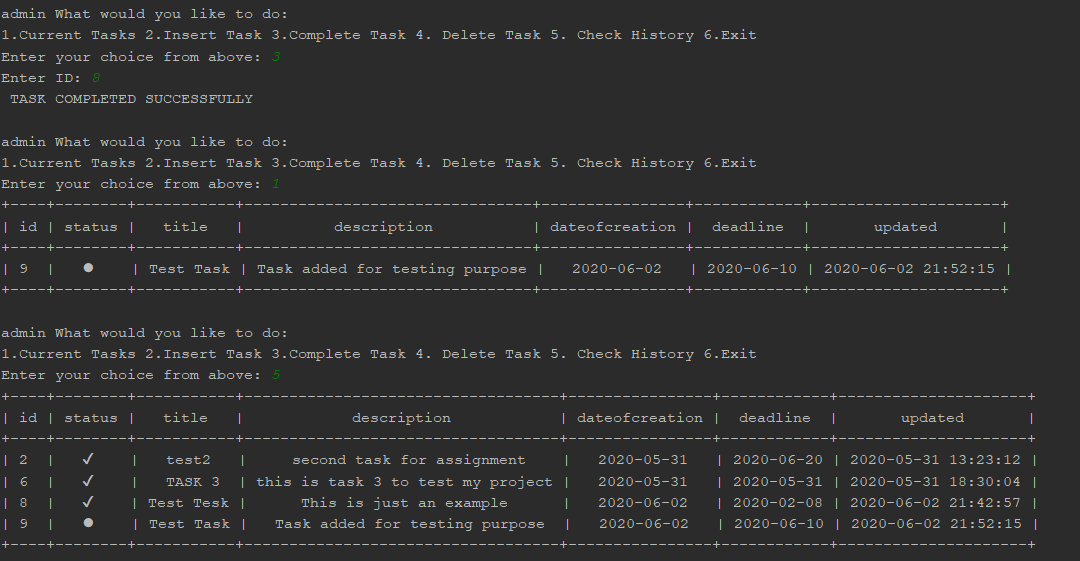 admin What would you like to do:
1.Current Tasks 2.Insert Task 3.Complete Task 4. Delete Task 5. Check History 6.Exit
Enter your choice from above: 3
Enter ID: 8
 TASK COMPLETED SUCCESSFULLY

admin What would you like to do:
1.Current Tasks 2.Insert Task 3.Complete Task 4. Delete Task 5. Check History 6.Exit
Enter your choice from above: 1
+----+--------+-----------+--------------------------------+----------------+------------+---------------------+
| id | status |   title   |          description           | dateofcreation |  deadline  |       updated       |
+----+--------+-----------+--------------------------------+----------------+------------+---------------------+
| 9  |   ●    | Test Task | Task added for testing purpose |   2020-06-02   | 2020-06-10 | 2020-06-02 21:52:15 |
+----+--------+-----------+--------------------------------+----------------+------------+---------------------+

admin What would you like to do:
1.Current Tasks 2.Insert Task 3.Complete Task 4. Delete Task 5. Check History 6.Exit
Enter your choice from above: 5
+----+--------+-----------+-----------------------------------+----------------+------------+---------------------+
| id | status |   title   |            description            | dateofcreation |  deadline  |       updated       |
+----+--------+-----------+-----------------------------------+----------------+------------+---------------------+
| 2  |   ✓    |   test2   |     second task for assignment    |   2020-05-31   | 2020-06-20 | 2020-05-31 13:23:12 |
| 6  |   ✓    |   TASK 3  | this is task 3 to test my project |   2020-05-31   | 2020-05-31 | 2020-05-31 18:30:04 |
| 8  |   ✓    | Test Tesk |      This is just an example      |   2020-06-02   | 2020-02-08 | 2020-06-02 21:42:57 |
| 9  |   ●    | Test Task |   Task added for testing purpose  |   2020-06-02   | 2020-06-10 | 2020-06-02 21:52:15 |
+----+--------+-----------+-----------------------------------+----------------+------------+---------------------+